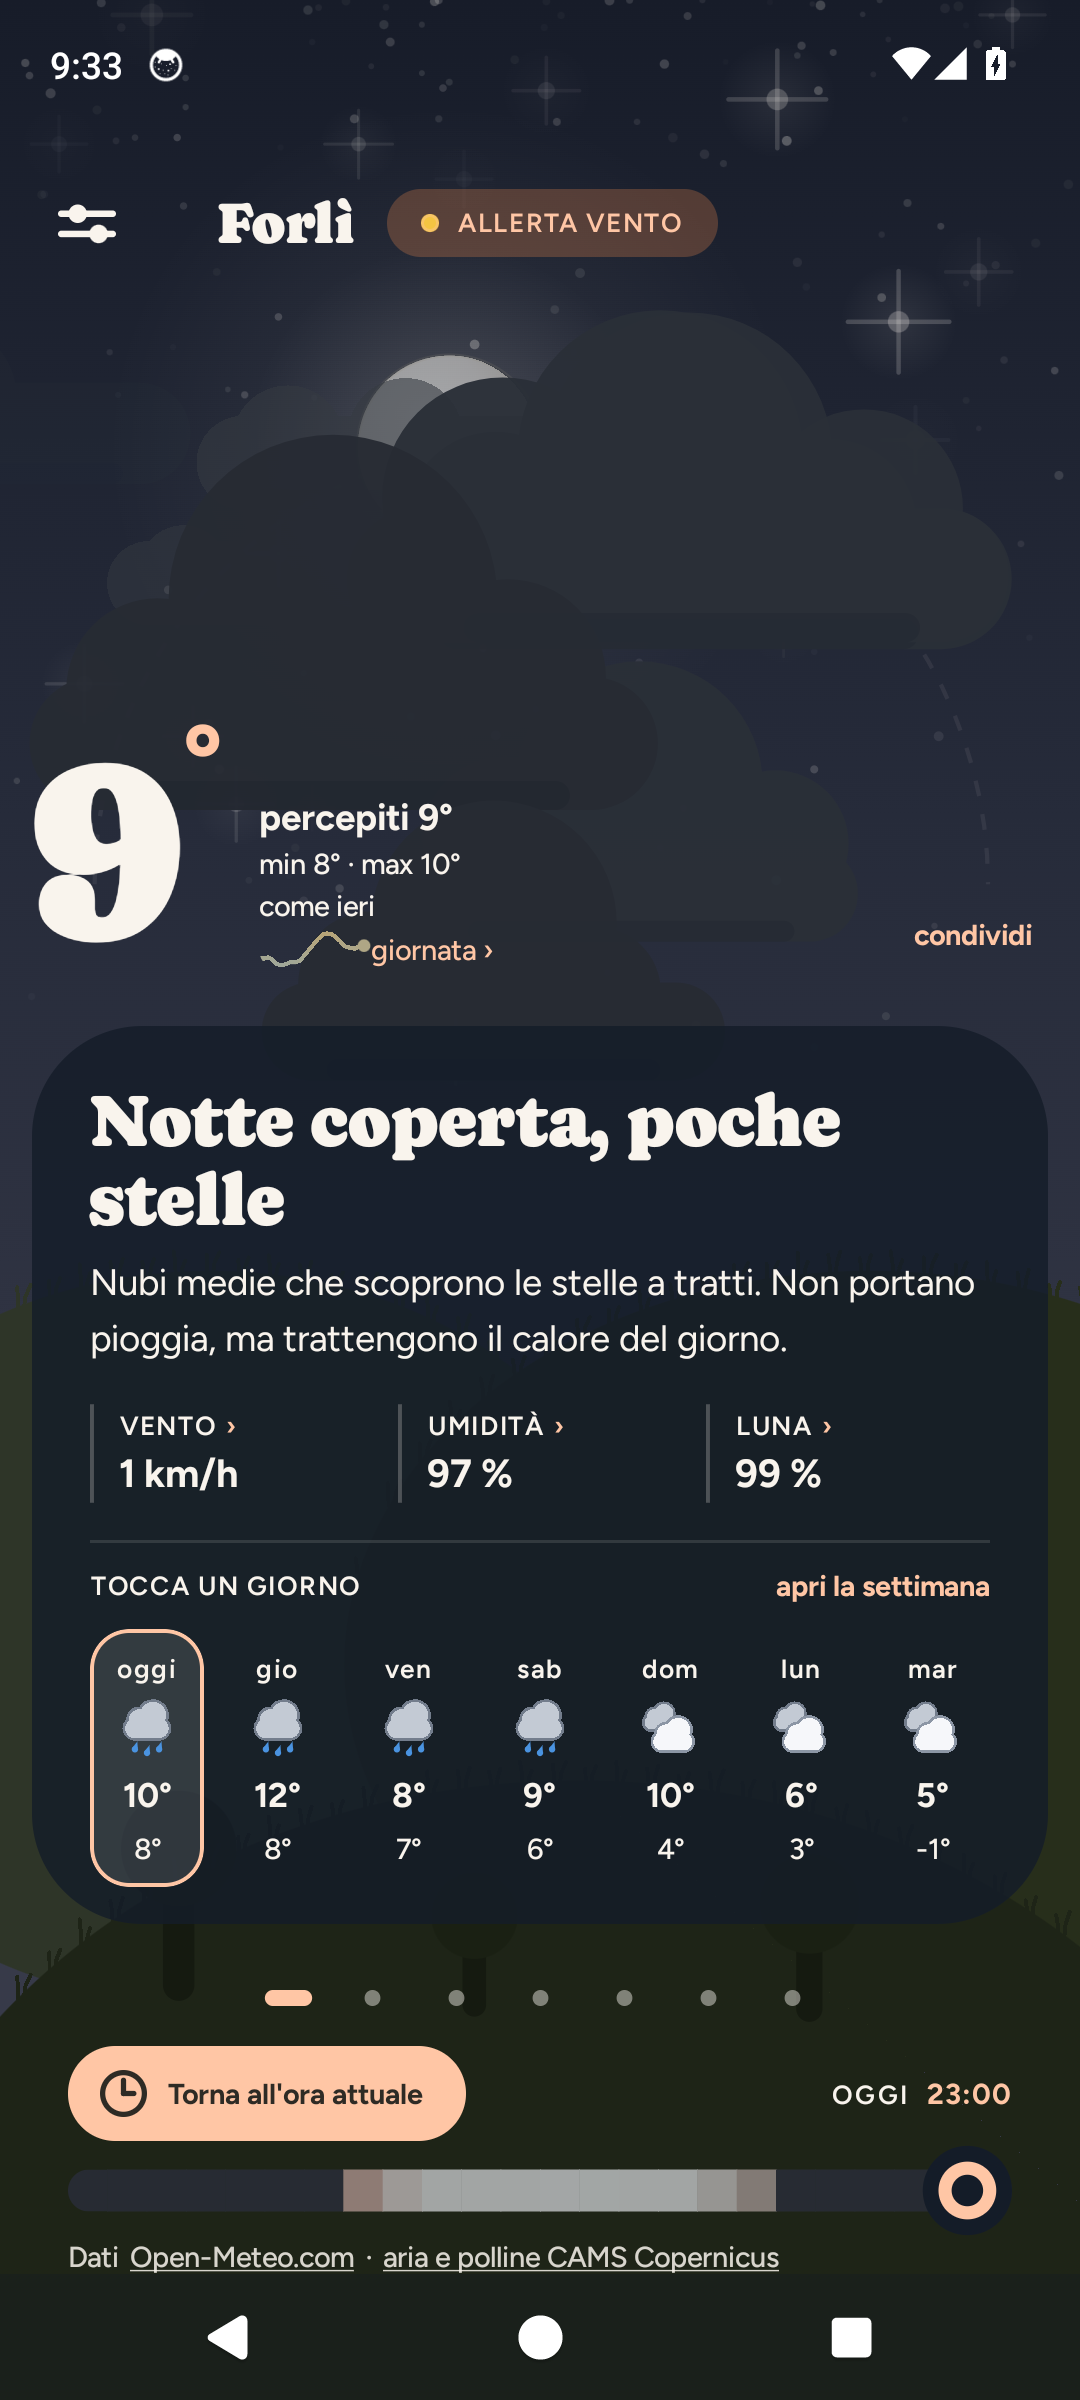 9:33
Forlì
ALLERTA VENTO
9°
percepiti 9°
min 8° · max 10°
come ieri
giornata ›
condividi
Notte coperta, poche
stelle
Nubi medie che scoprono le stelle a tratti. Non portano
pioggia, ma trattengono il calore del giorno.
VENTO › UMIDITÀ › LUNA ›
1 km/h 97 % 99 %
TOCCA UN GIORNO apri la settimana
oggi gio ven sab dom lun mar
10° 12° 8° 9° 10° 6° 5°
8° 8° 7° 6° 4° 3° -1°
Torna all'ora attuale
OGGI 23:00
Dati Open-Meteo.com · aria e polline CAMS Copernicus